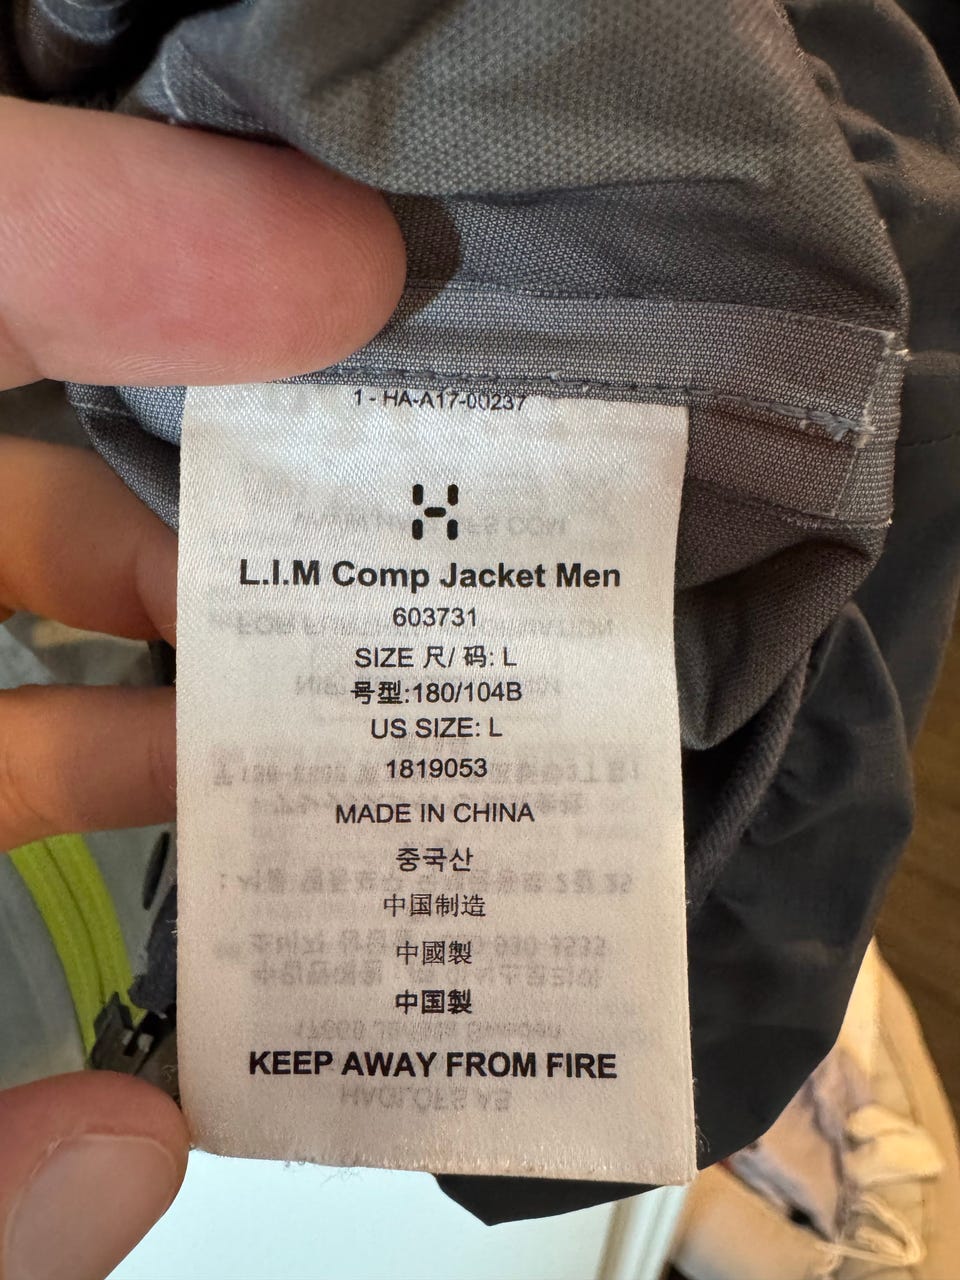 1 - HA-A17-00237
L.I.M Comp Jacket Men
603731
SIZE 尺/ 码: L
号型:180/104B
US SIZE: L
1819053
MADE IN CHINA
중국산
中国制造
中國製
中国製
KEEP AWAY FROM FIRE